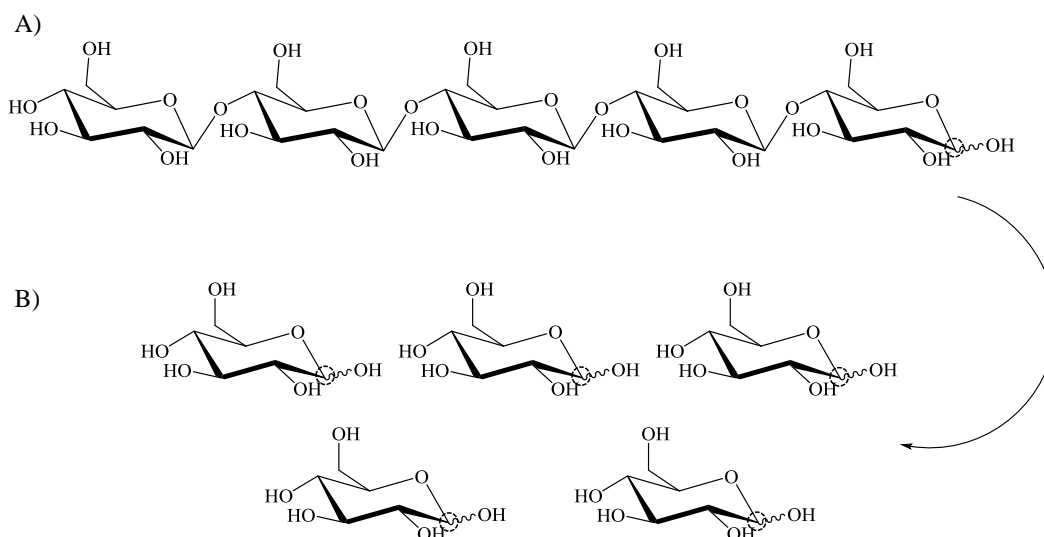 A)
OH OH OH OH OH
O O O O O
HO O O O O
HO HO HO HO HO
OH OH OH OH OH OH
B)
OH OH OH
O O O
HO HO HO
HO OH OH HO OH OH HO OH OH
OH OH
O O
HO HO
HO OH OH HO OH OH